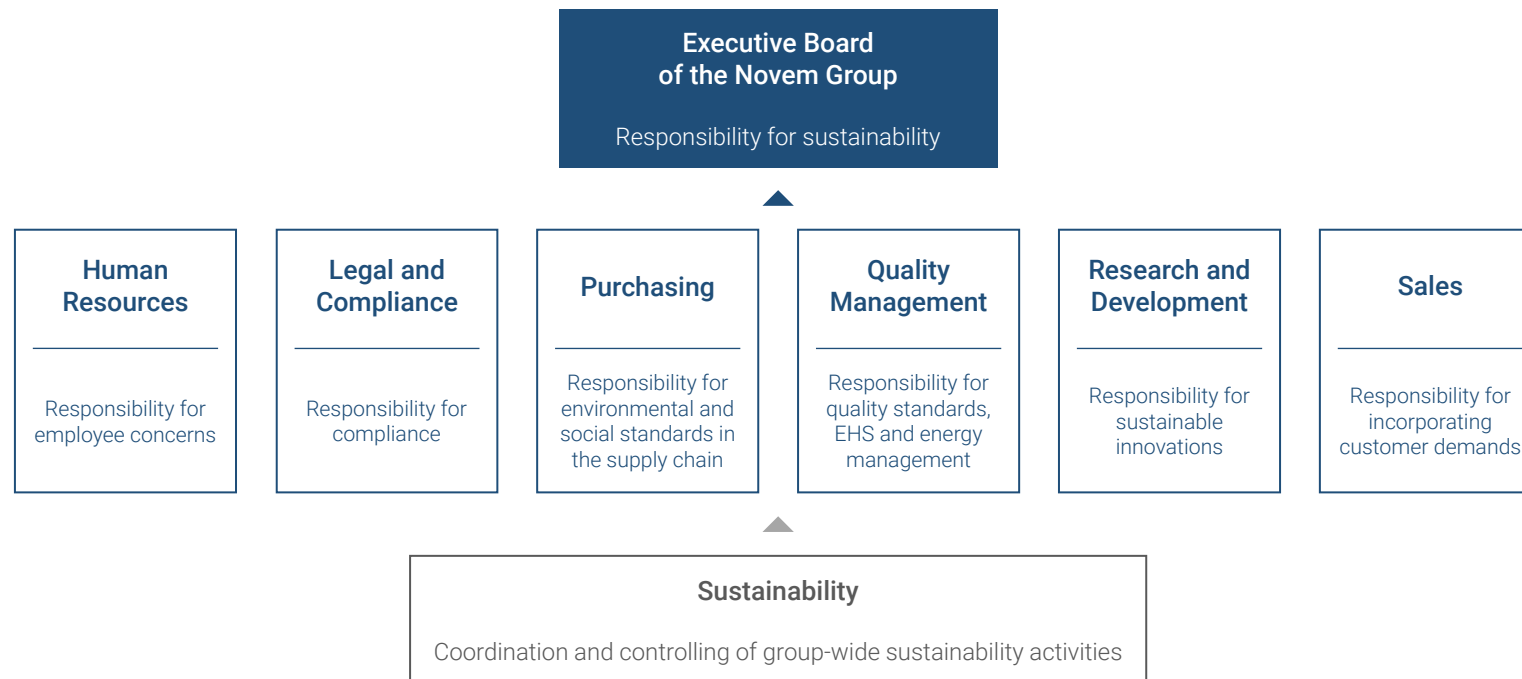 Executive Board
of the Novem Group
Responsibility for sustainability
Human
Resources
Responsibility for
employee concerns
Legal and
Compliance
Responsibility for
compliance
Purchasing
Responsibility for
environmental and
social standards in
the supply chain
Quality
Management
Responsibility for
quality standards,
EHS and energy
management
Research and
Development
Responsibility for
sustainable
innovations
Sales
Responsibility for
incorporating
customer demands
Sustainability
Coordination and controlling of group-wide sustainability activities